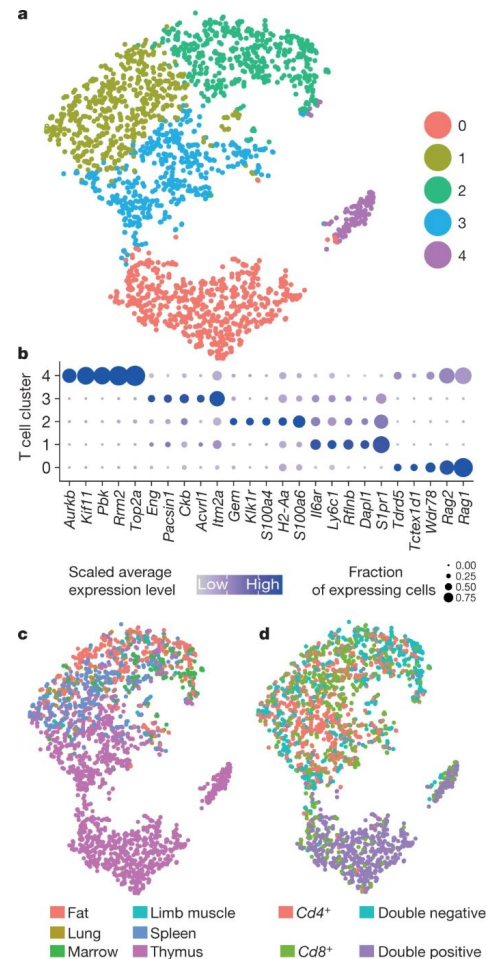 a
0
1
2
3
4
b
T cell cluster
4
3
2
1
0
Aurkb
Kif11
Pbk
Rrm2
Top2a
Eng
Pacsin1
Ckb
Acvrl1
Itm2a
Gem
Klk1r
S100a4
H2-Aa
S100a6
Il6ar
Ly6c1
Rflnb
Dapl1
S1pr1
Tdrd5
Tctex1d1
Wdr78
Rag2
Rag1
Scaled average
expression level
Low High
Fraction
of expressing cells
0.00
0.25
0.50
0.75
c
d
Fat Limb muscle Cd4+ Double negative
Lung Spleen
Marrow Thymus Cd8+ Double positive